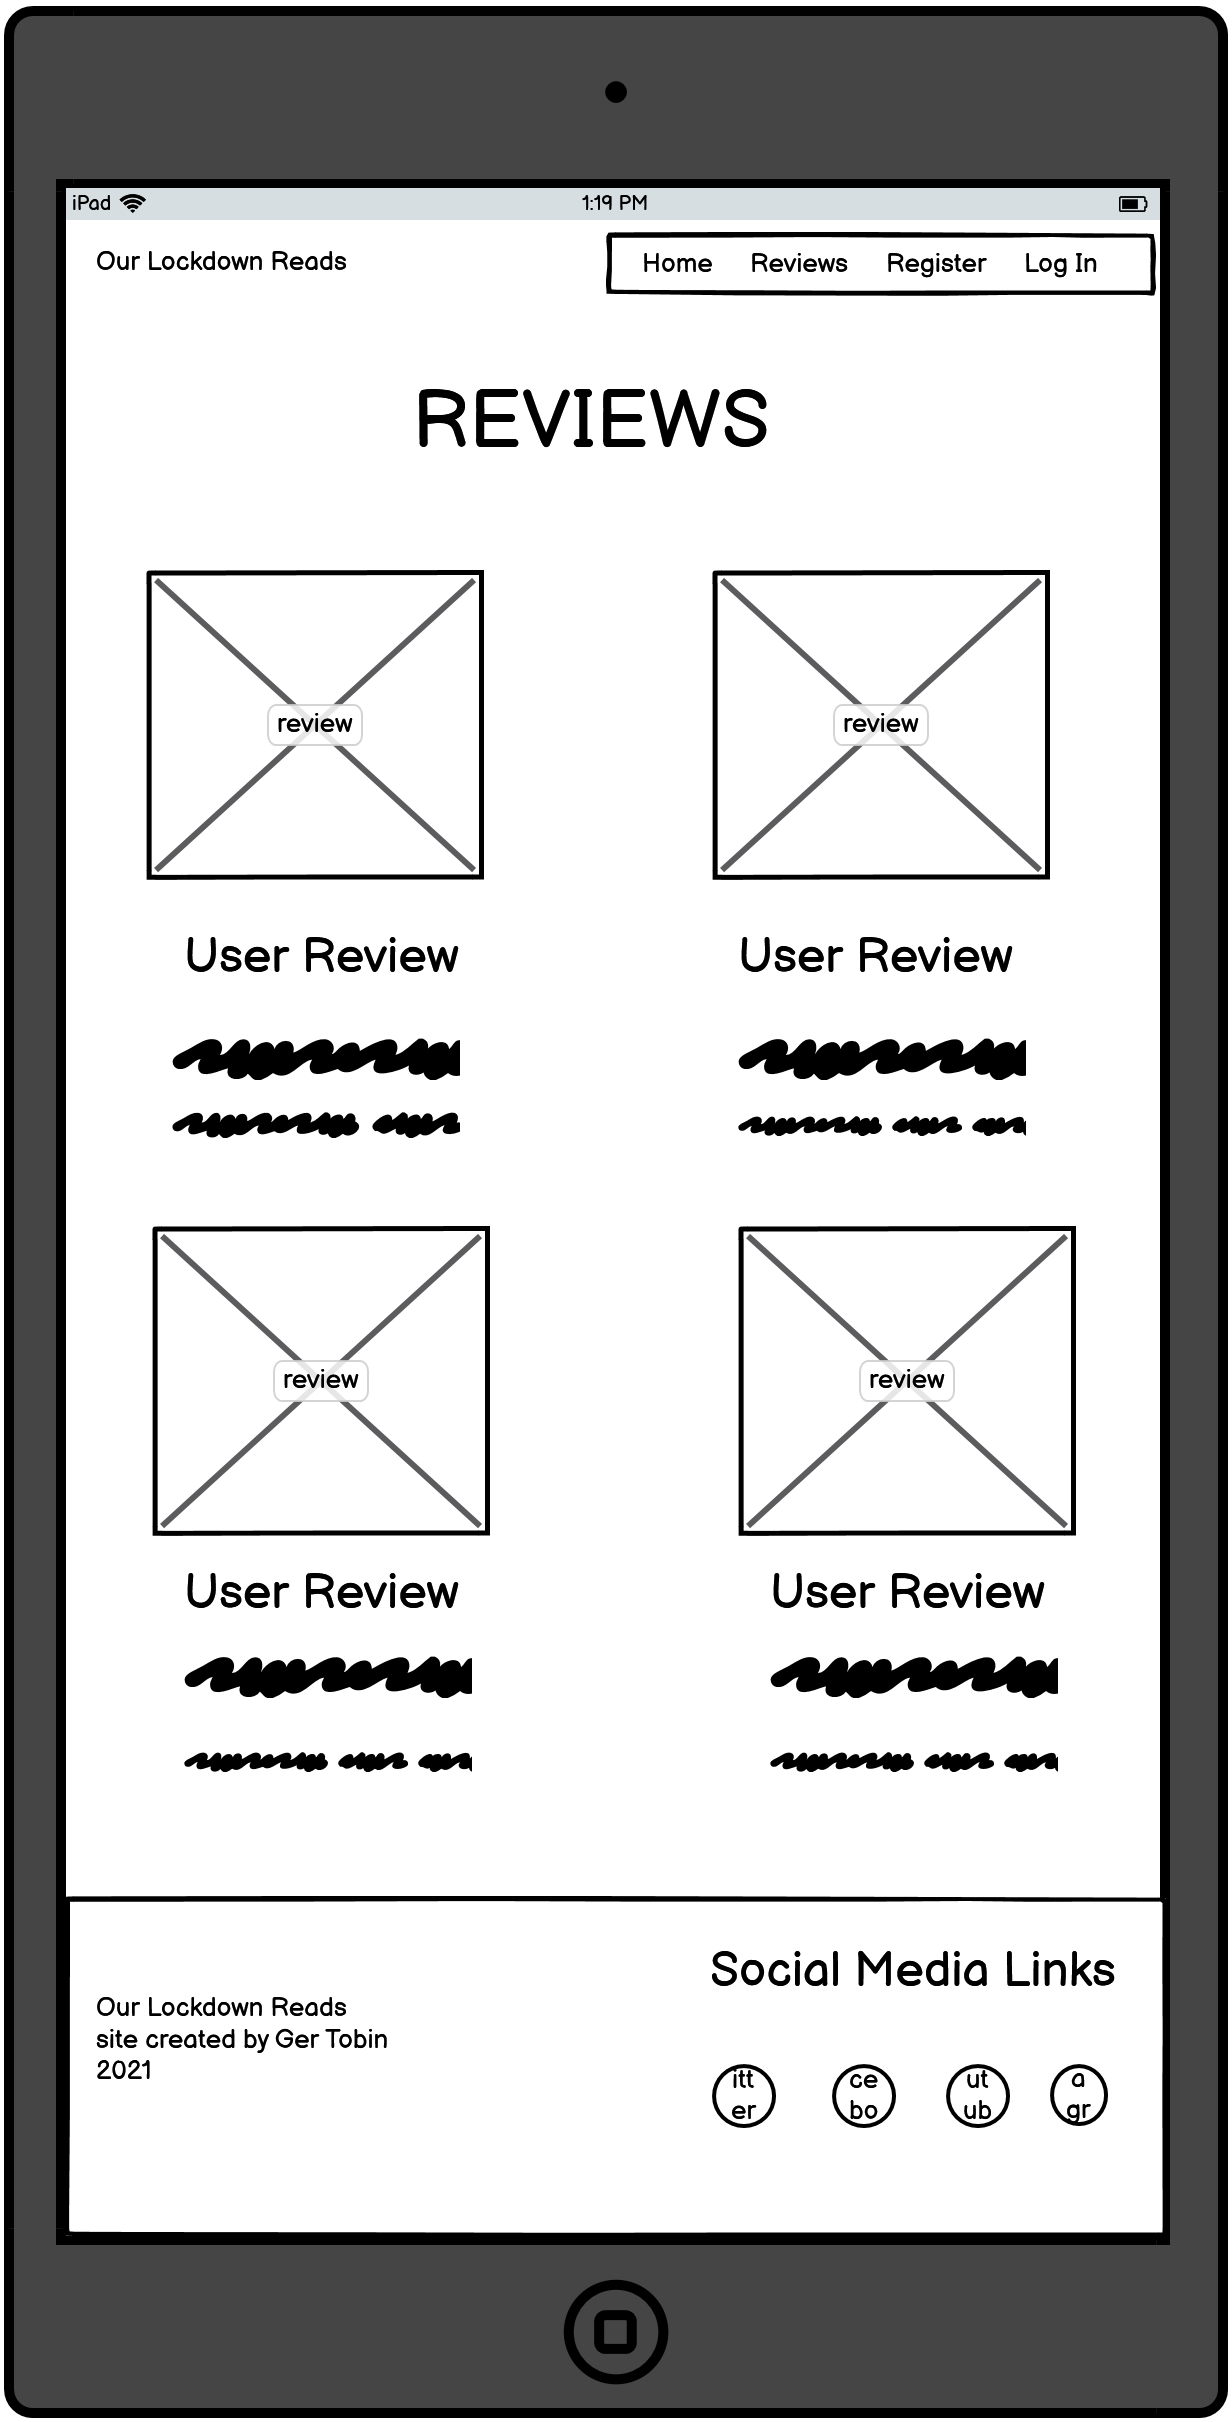 iPad 1:19 PM
Our Lockdown Reads
Home Reviews Register Log In
REVIEWS
review review
User Review User Review
review review
User Review User Review
Social Media Links
Our Lockdown Reads
site created by Ger Tobin
2021
itt ce ut a
er bo ub gr